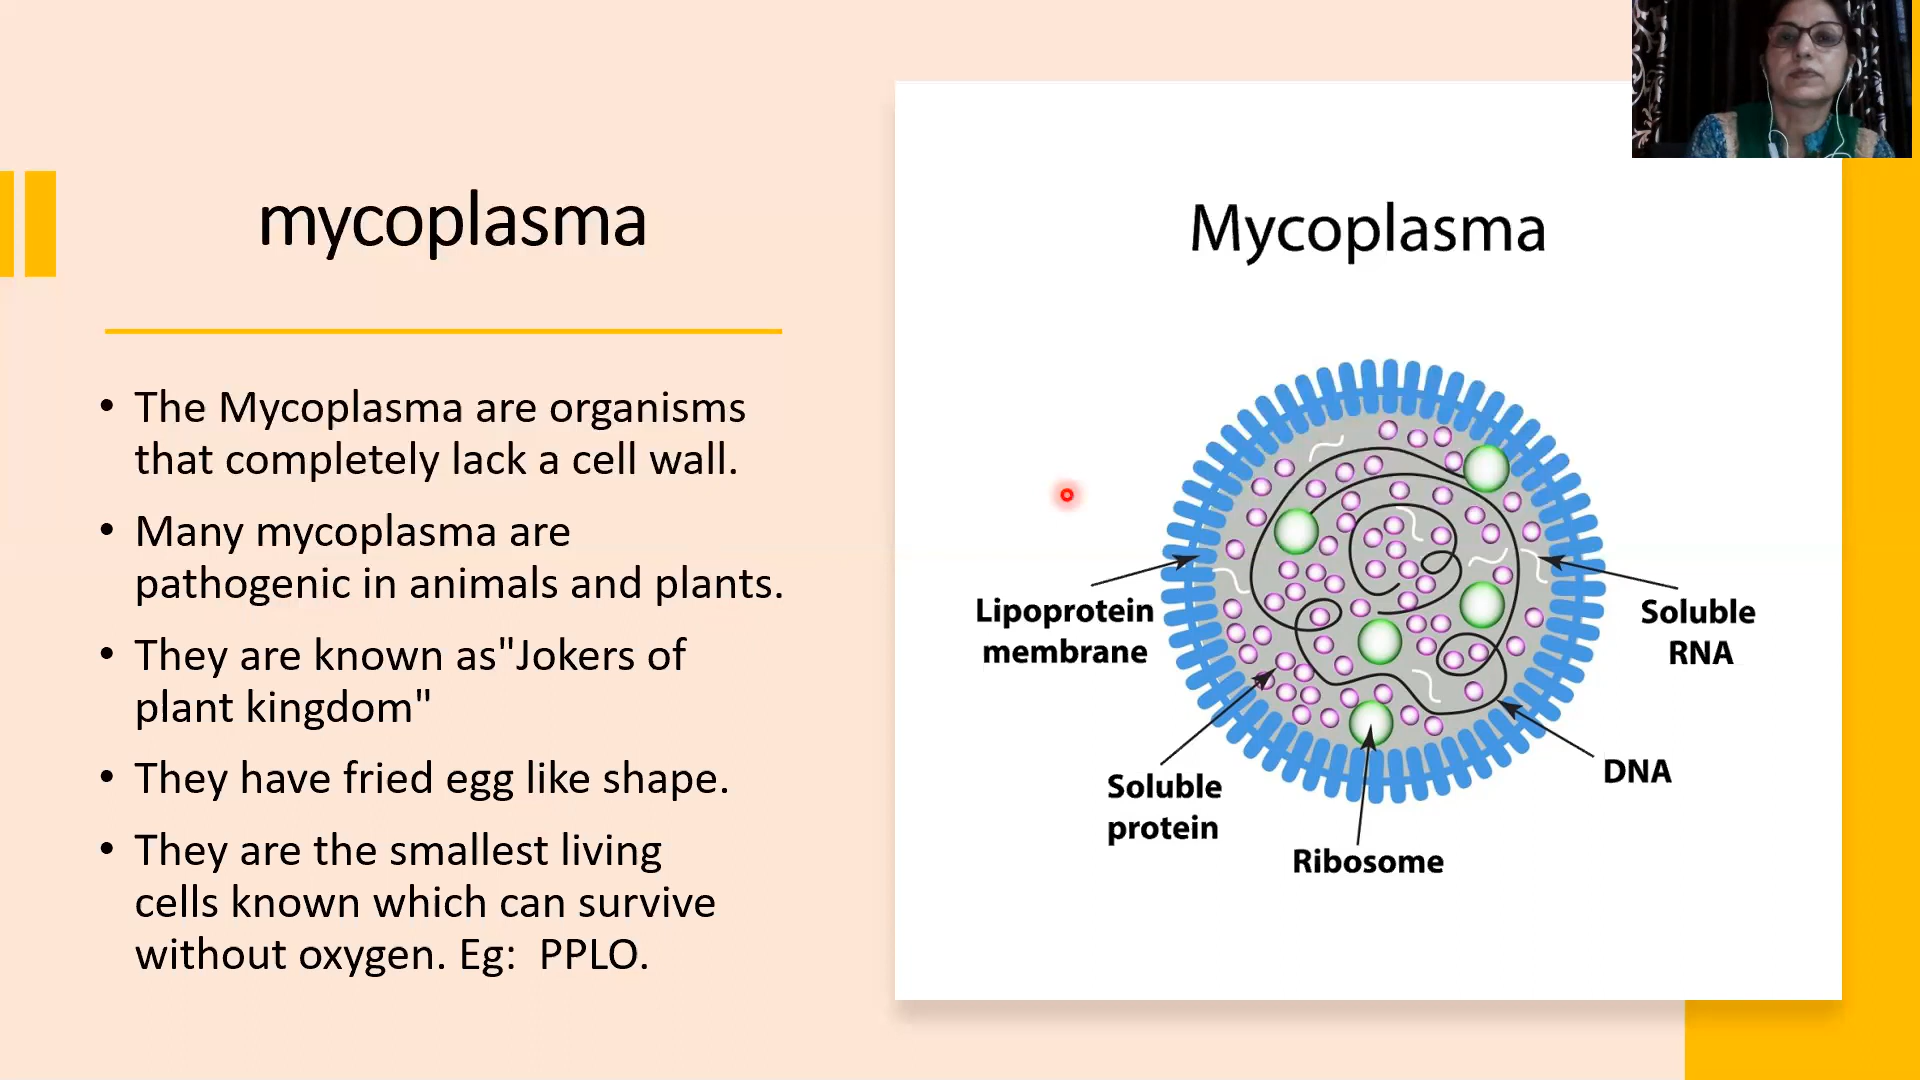 mycoplasma
• The Mycoplasma are organisms
that completely lack a cell wall.
• Many mycoplasma are
pathogenic in animals and plants.
• They are known as"Jokers of
plant kingdom"
• They have fried egg like shape.
• They are the smallest living
cells known which can survive
without oxygen. Eg:  PPLO.
Mycoplasma
Lipoprotein
membrane
Soluble
RNA
Soluble
protein
DNA
Ribosome